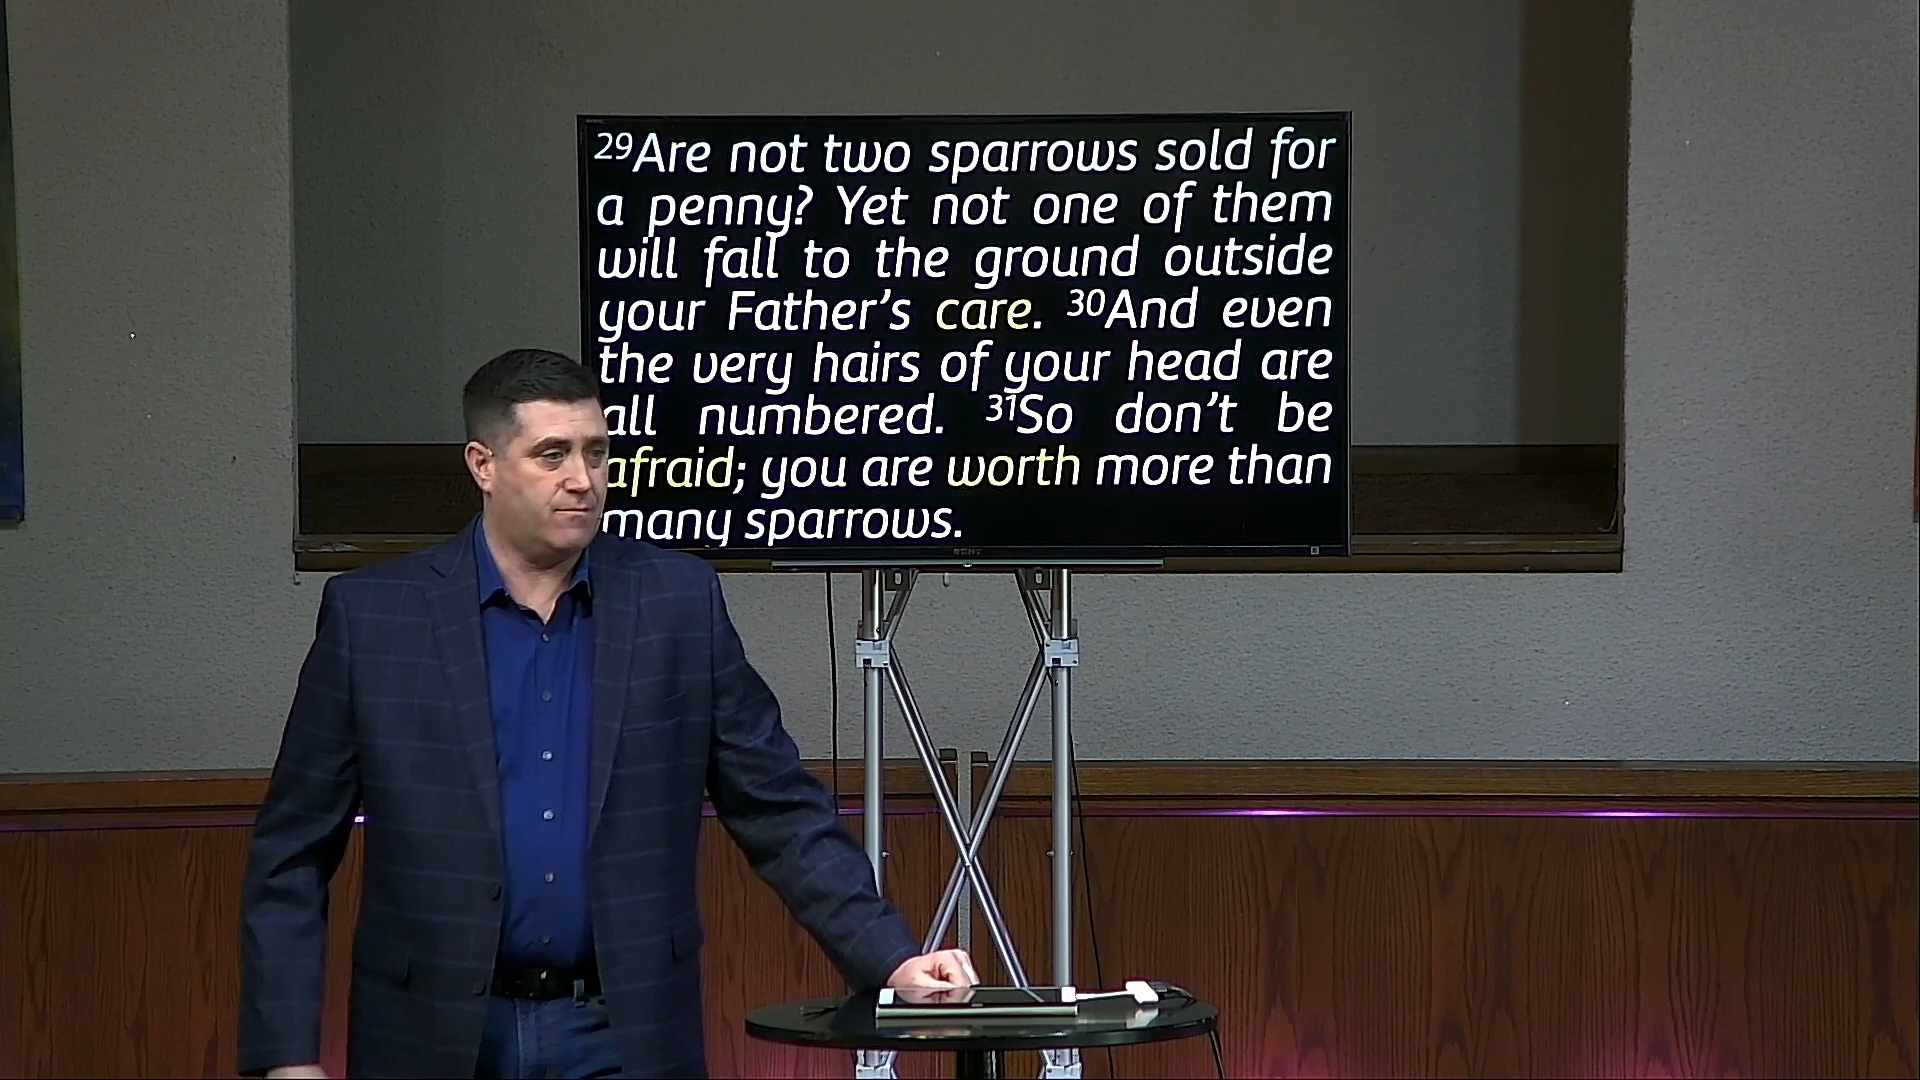 29Are not two sparrows sold for
a penny? Yet not one of them
will fall to the ground outside
your Father's care. 30And even
the very hairs of your head are
all numbered. 31So don't be
afraid; you are worth more than
many sparrows.
SONY